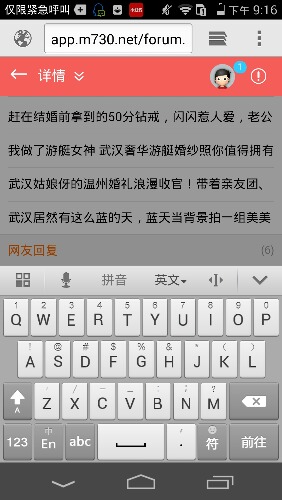 仅限紧急呼叫 下午 9:16
app.m730.net/forum.
详情 1
赶在结婚前拿到的50分钻戒，闪闪惹人爱，老公
我做了游艇女神 武汉奢华游艇婚纱照你值得拥有
武汉姑娘伢的温州婚礼浪漫收官！带着亲友团、
武汉居然有这么蓝的天，蓝天当背景拍一组美美
网友回复 (6)
拼音 英文
1 2 3 4 5 6 7 8 9 0
Q W E R T Y U I O P
A S D F G H J K L
Z X C V B N M
123 中 En abc 符 前往